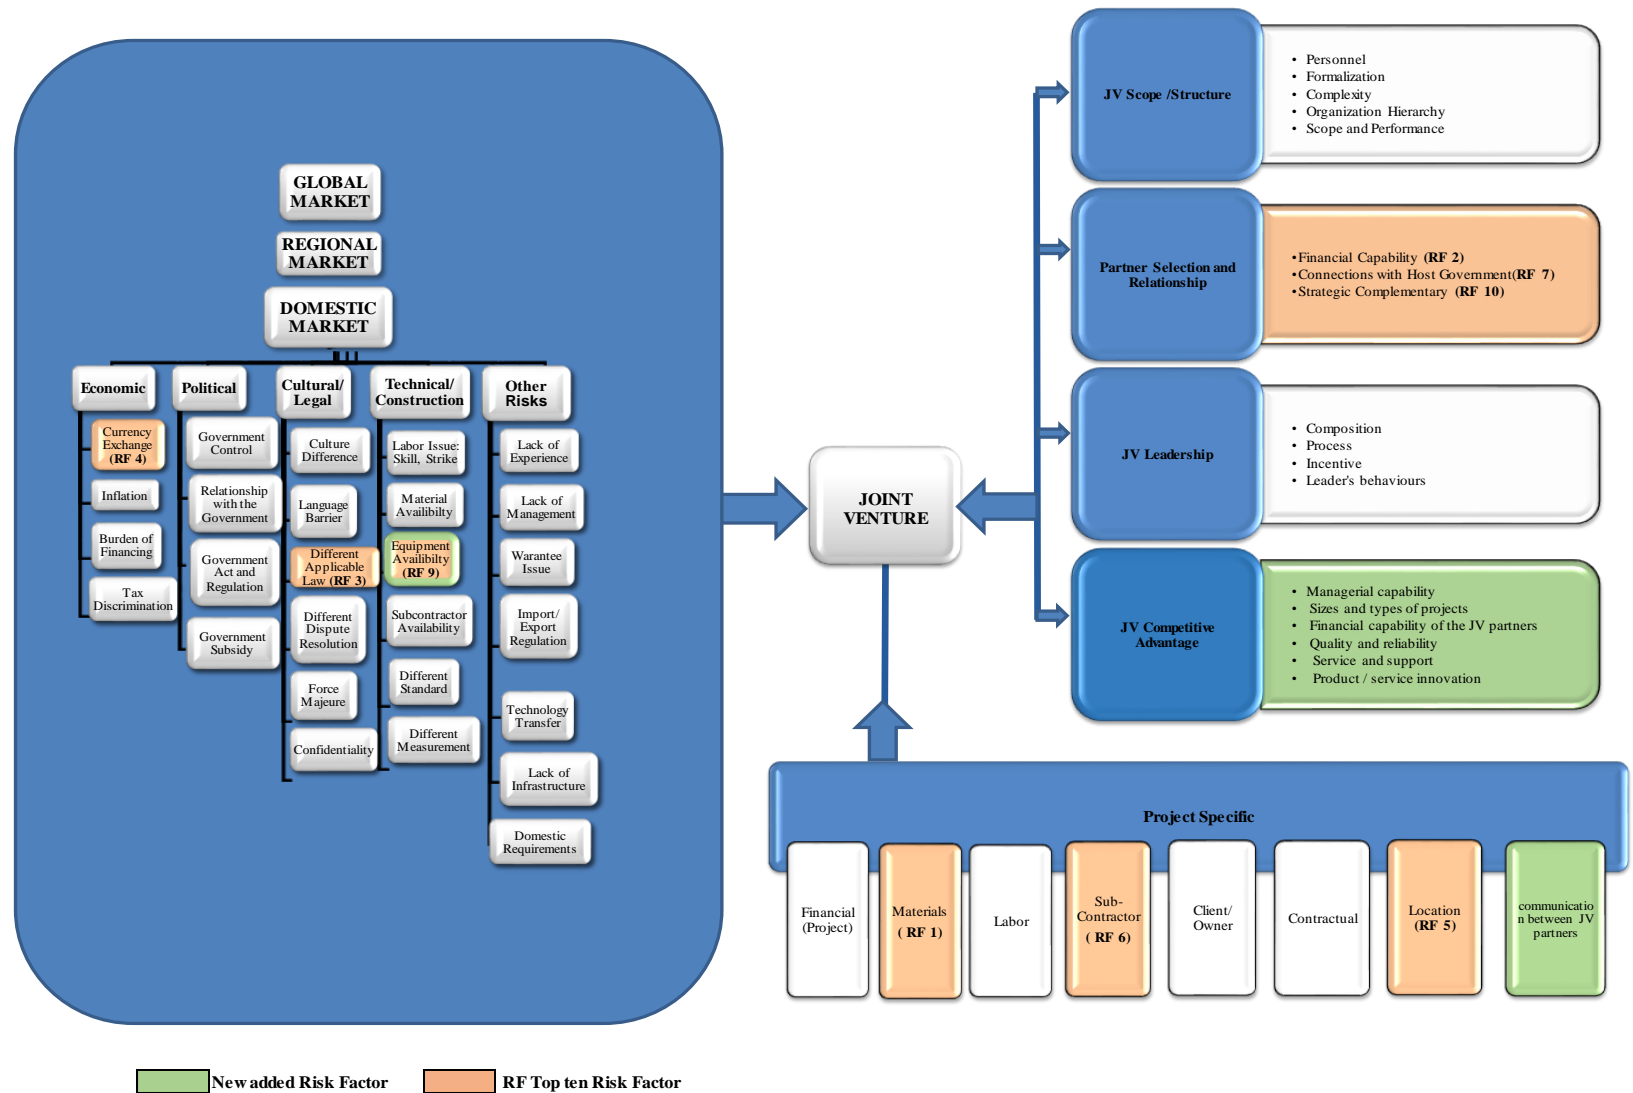 GLOBAL
MARKET
REGIONAL
MARKET
DOMESTIC
MARKET
Economic
Currency
Exchange
(RF 4)
Inflation
Burden of
Financing
Tax
Discrimination
Political
Government
Control
Relationship
with the
Government
Government
Act and
Regulation
Government
Subsidy
Cultural/
Legal
Culture
Difference
Language
Barrier
Different
Applicable
Law (RF 3)
Different
Dispute
Resolution
Force
Majeure
Confidentiality
Technical/
Construction
Labor Issue:
Skill, Strike
Material
Availibilty
Equipment
Availibilty
(RF 9)
Subcontractor
Availability
Different
Standard
Different
Measurement
Other
Risks
Lack of
Experience
Lack of
Management
Warantee
Issue
Import/
Export
Regulation
Technology
Transfer
Lack of
Infrastructure
Domestic
Requirements
JOINT
VENTURE
JV Scope /Structure
• Personnel
• Formalization
• Complexity
• Organization Hierarchy
• Scope and Performance
Partner Selection and
Relationship
•Financial Capability (RF 2)
•Connections with Host Government(RF 7)
•Strategic Complementary (RF 10)
JV Leadership
• Composition
• Process
• Incentive
• Leader's behaviours
JV Competitive
Advantage
• Managerial capability
• Sizes and types of projects
• Financial capability of the JV partners
• Quality and reliability
• Service and support
• Product / service innovation
Project Specific
Financial
(Project)
Materials
( RF 1)
Labor
Sub-
Contractor
( RF 6)
Client/
Owner
Contractual
Location
(RF 5)
communicatio
n between JV
partners
New added Risk Factor
RF Top ten Risk Factor